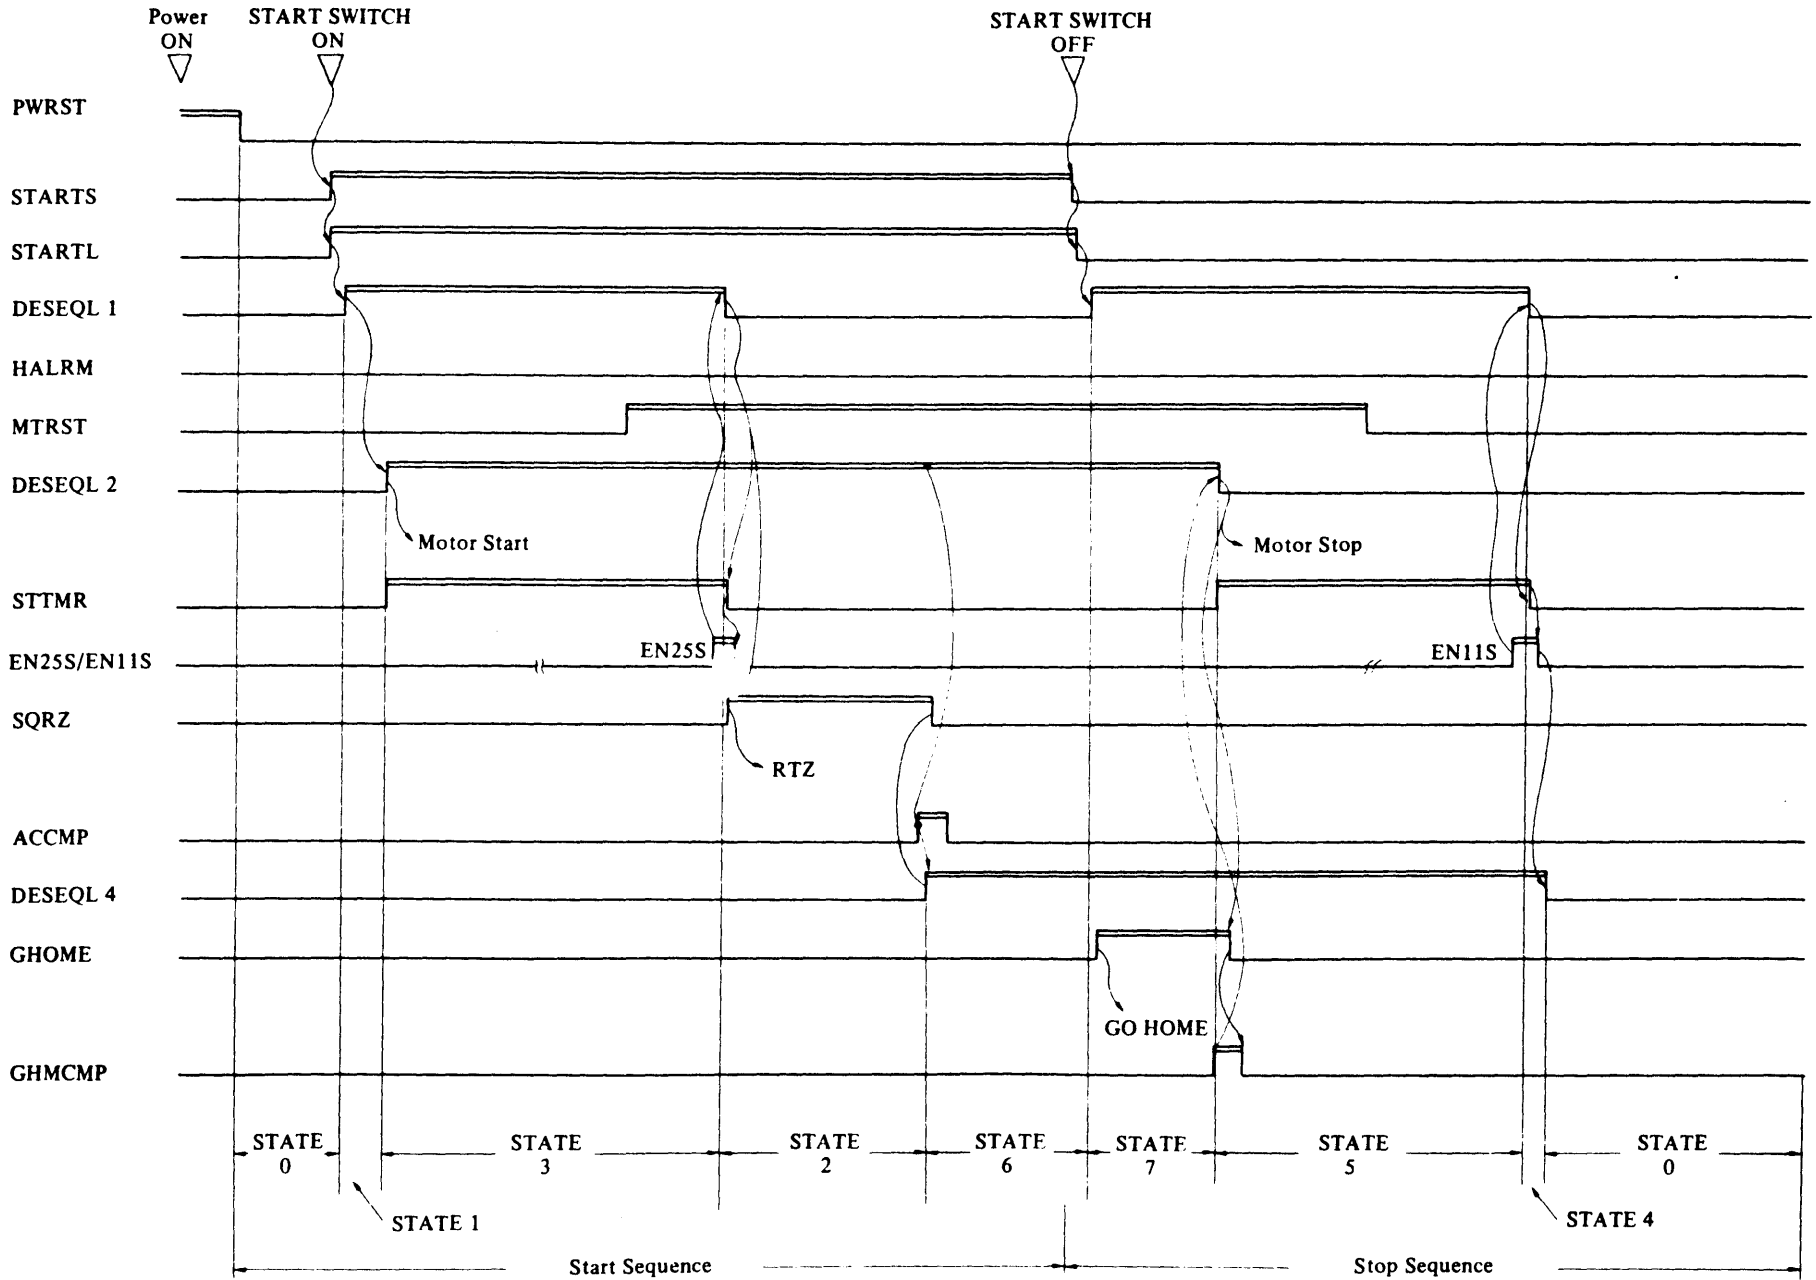 Power
ON
START SWITCH
ON
START SWITCH
OFF
PWRST
STARTS
STARTL
DESEQL 1
HALRM
MTRST
DESEQL 2
Motor Start
Motor Stop
STTMR
EN25S
EN11S
EN25S/EN11S
SQRZ
RTZ
ACCMP
DESEQL 4
GHOME
GO HOME
GHMCMP
STATE
0
STATE
3
STATE
2
STATE
6
STATE
7
STATE
5
STATE
0
STATE 1
STATE 4
Start Sequence
Stop Sequence